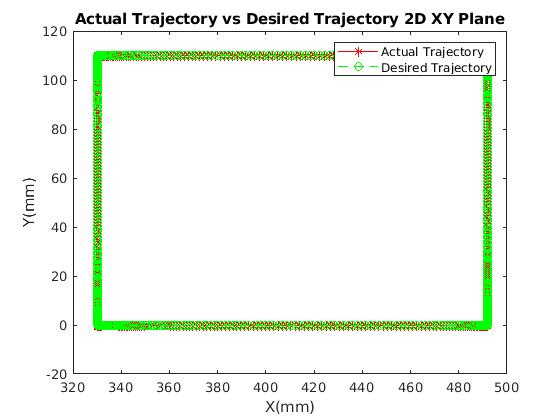 Actual Trajectory vs Desired Trajectory 2D XY Plane
120
Actual Trajectory
Desired Trajectory
100
80
60
40
20
0
-20
Y(mm)
320 340 360 380 400 420 440 460 480 500
X(mm)